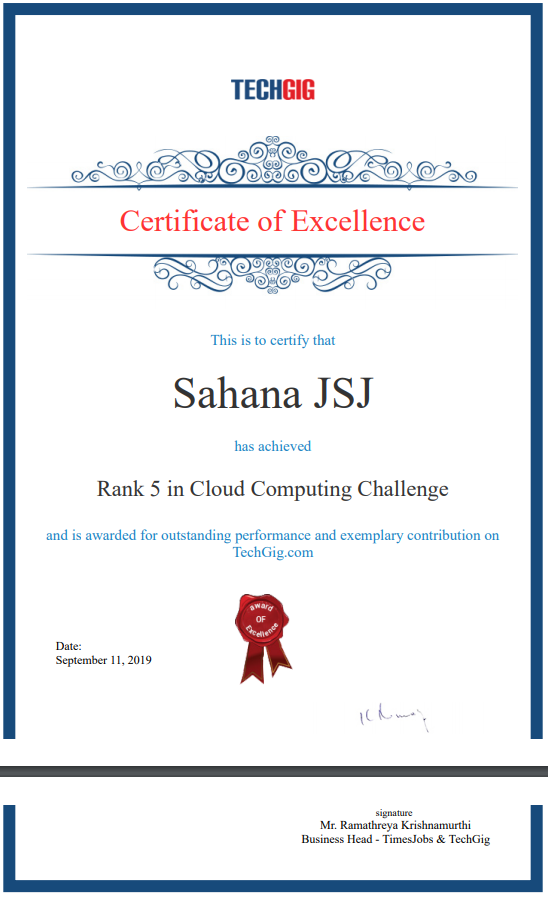 TECHGIG
Certificate of Excellence
This is to certify that
Sahana JSJ
has achieved
Rank 5 in Cloud Computing Challenge
and is awarded for outstanding performance and exemplary contribution on
TechGig.com
award
OF
Excellence
Date:
September 11, 2019
signature
Mr. Ramathreya Krishnamurthi
Business Head - TimesJobs & TechGig